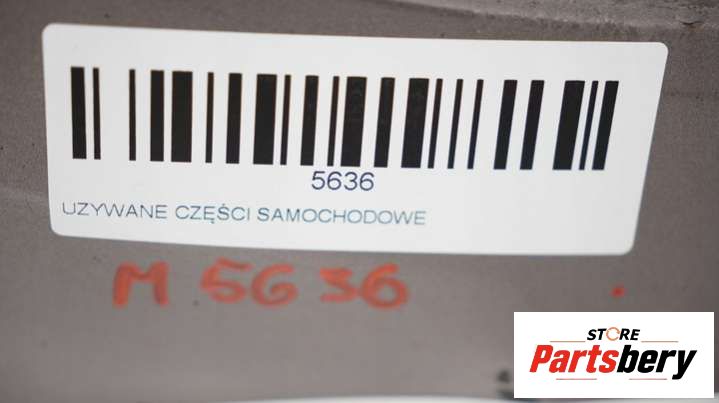 5636
UZYWANE CZĘŚCI SAMOCHODOWE
M 5636
STORE
Partsbery